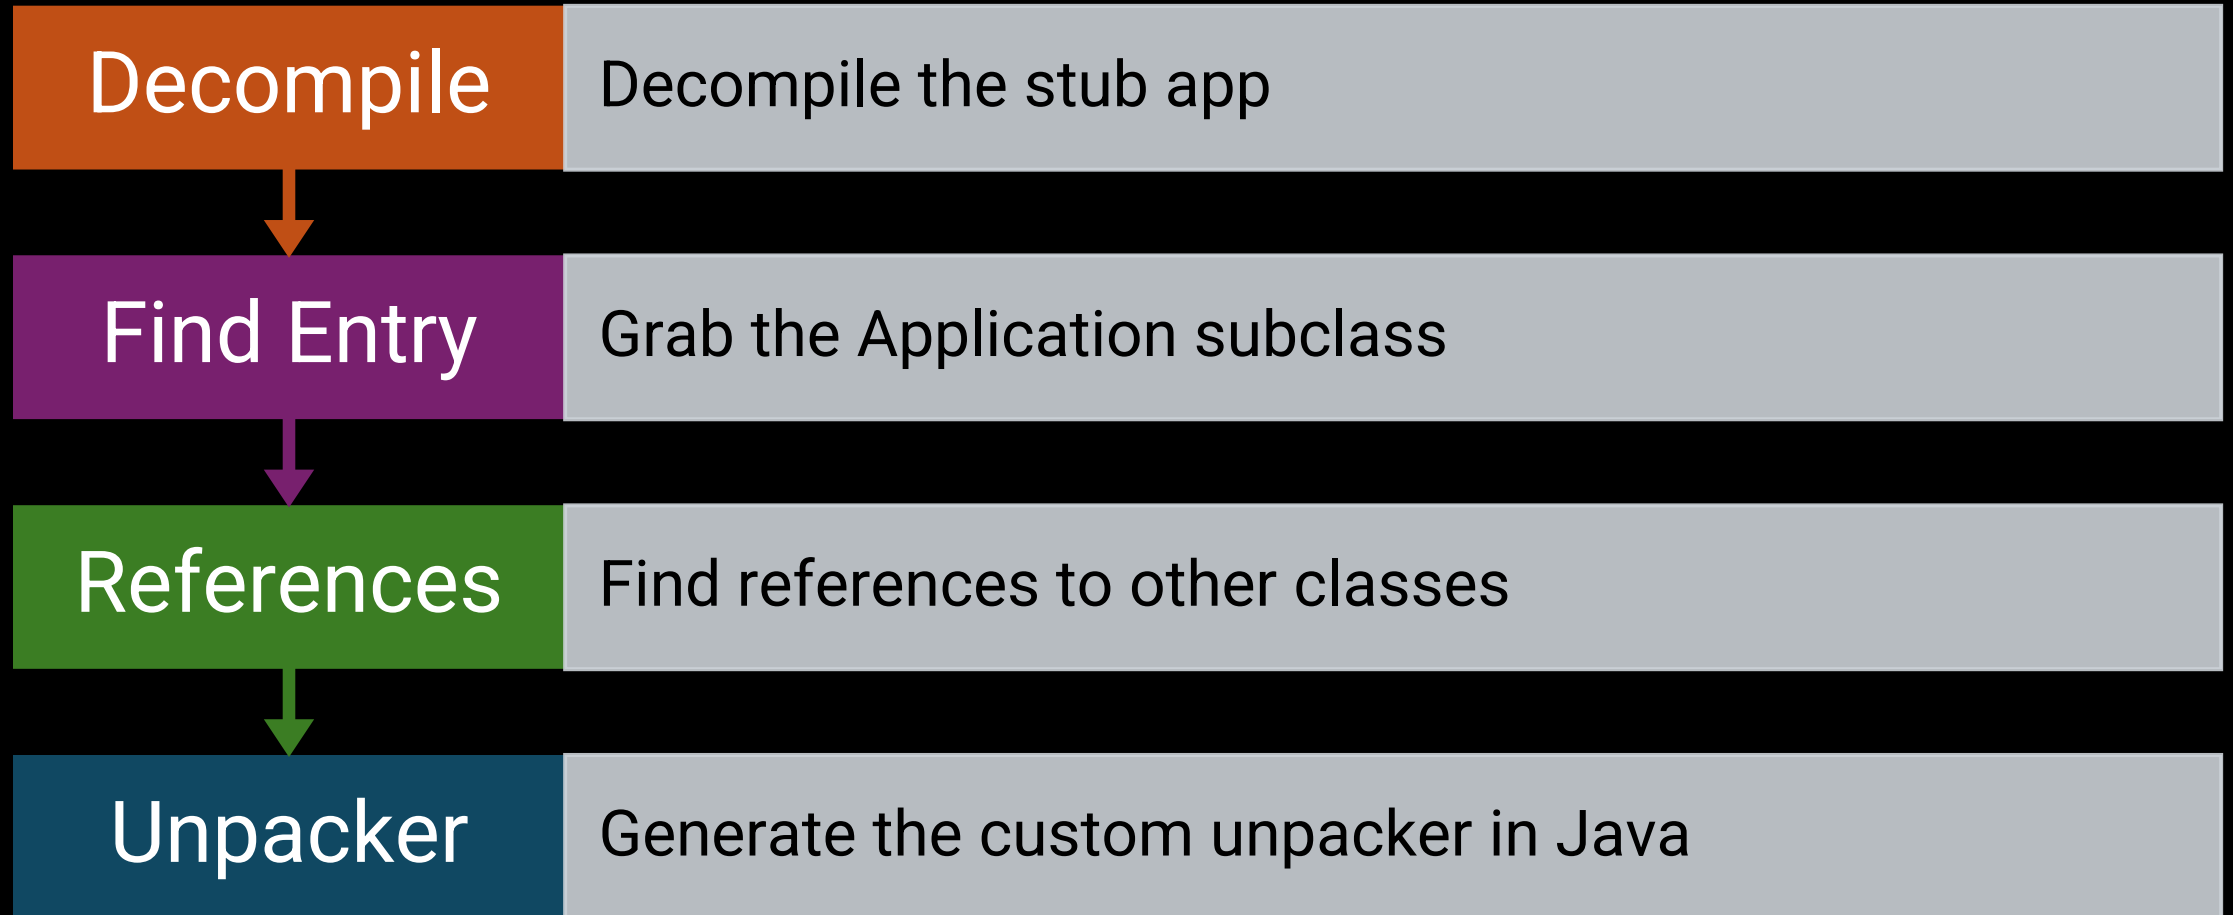 Decompile
Decompile the stub app
Find Entry
Grab the Application subclass
References
Find references to other classes
Unpacker
Generate the custom unpacker in Java